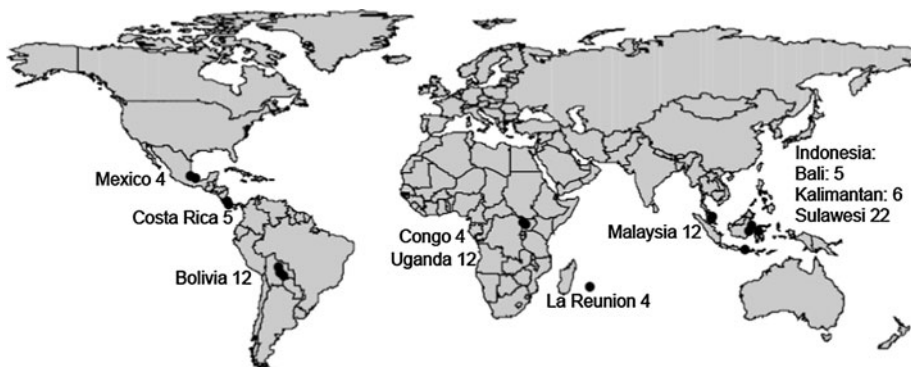 Mexico 4
Costa Rica 5
Bolivia 12
Congo 4
Uganda 12
La Reunion 4
Malaysia 12
Indonesia:
Bali: 5
Kalimantan: 6
Sulawesi 22